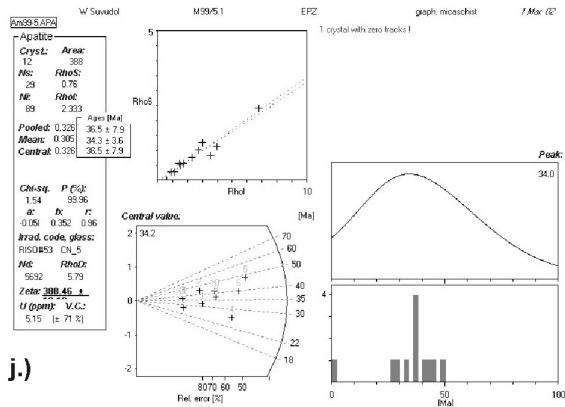 W Suvudol M99/5.1 EPZ graph. micaschist 7.Mar. 02
Am99-5.APA
1 crystal with zero tracks !
Apatite
Cryst.: Area:
12 388
Ns: RhoS:
29 0.76
Ni: RhoI:
89 2.333
Ages [Ma]
Pooled: 0.326 36.5 ± 7.9
Mean: 0.305 34.3 ± 3.6
Central: 0.326 36.5 ± 7.9
Chi-sq. P (%):
1.54 99.96
a: b: r:
-0.05( 0.352 0.96
Irrad. code, glass:
RISO#53 CN_5
Nd: RhoD:
5692 5.79
Zeta: 388.46 ±
U (ppm): V.C.:
5.15 (± 71 %)
5
RhoS
RhoI 10
Central value: [Ma]
34.2
2
1
0
-1
-2
70
60
50
40
35
30
22
18
80 70 60 50
Rel. error [%]
Peak:
34.0
4
2
0 50 100
[Ma]
j.)